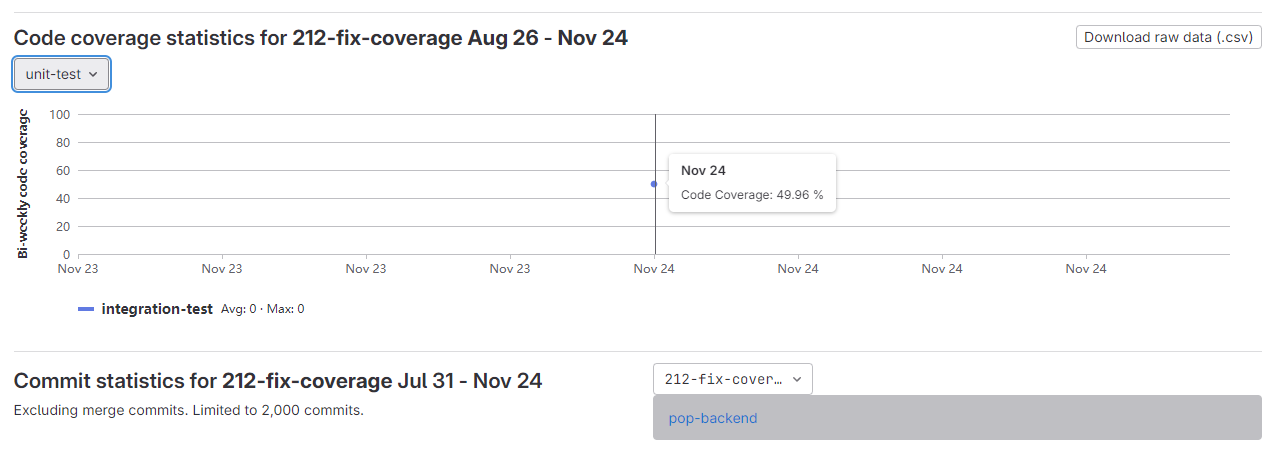 Code coverage statistics for 212-fix-coverage Aug 26 - Nov 24
Download raw data (.csv)
unit-test
Bi-weekly code coverage
100
80
60
40
20
0
Nov 24
Code Coverage: 49.96 %
Nov 23 Nov 23 Nov 23 Nov 23 Nov 24 Nov 24 Nov 24 Nov 24
integration-test Avg: 0 · Max: 0
Commit statistics for 212-fix-coverage Jul 31 - Nov 24
212-fix-cover…
Excluding merge commits. Limited to 2,000 commits.
pop-backend